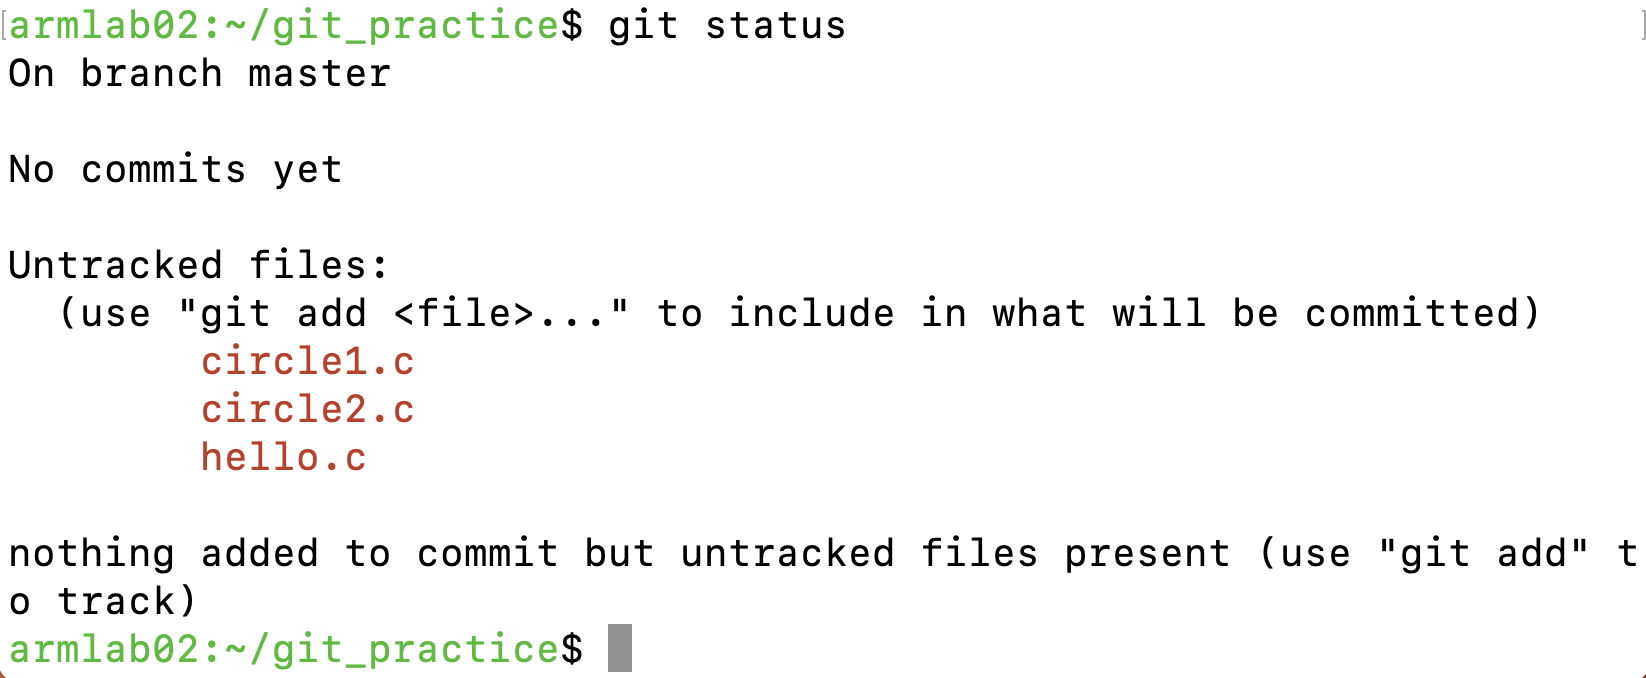 [armlab02:~/git_practice$ git status ]
On branch master
No commits yet
Untracked files:
  (use "git add <file>..." to include in what will be committed)
        circle1.c
        circle2.c
        hello.c
nothing added to commit but untracked files present (use "git add" t
o track)
armlab02:~/git_practice$